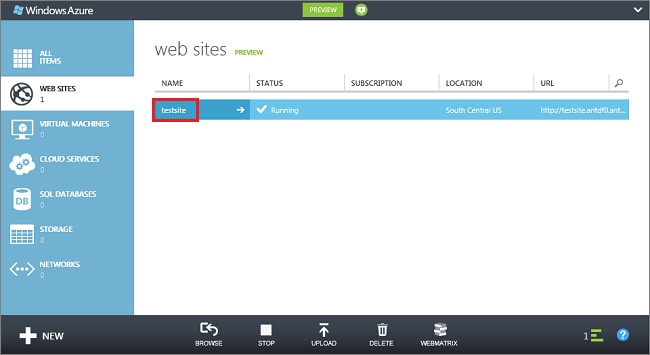 Windows Azure
PREVIEW
ALL
ITEMS
WEB SITES
1
VIRTUAL MACHINES
0
CLOUD SERVICES
0
SQL DATABASES
0
STORAGE
0
NETWORKS
0
DB
web sites PREVIEW
NAME STATUS SUBSCRIPTION LOCATION URL
testsite Running South Central US http://testsite.antdf0.ant...
NEW
BROWSE STOP UPLOAD DELETE WEBMATRIX
1 ?